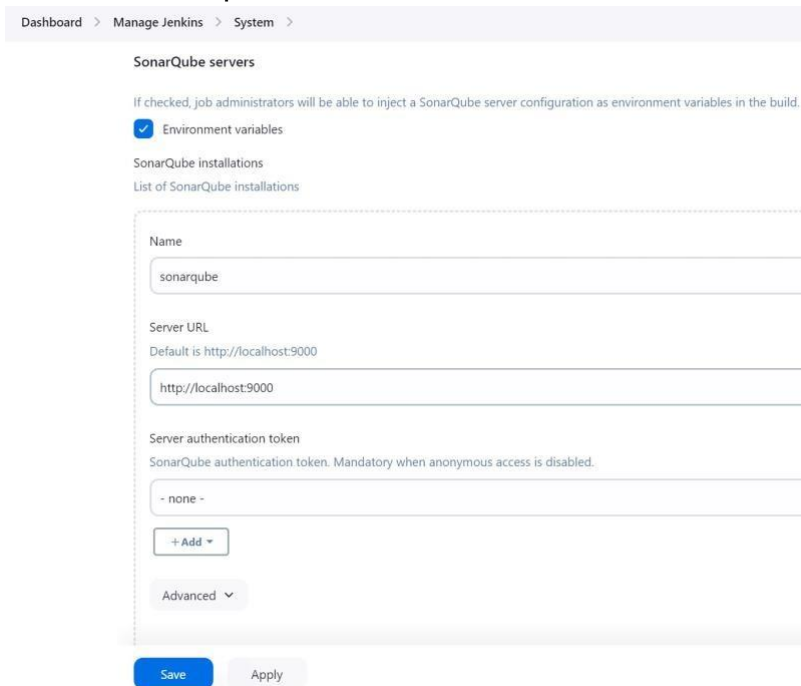 Dashboard > Manage Jenkins > System >
SonarQube servers
If checked, job administrators will be able to inject a SonarQube server configuration as environment variables in the build.
Environment variables
SonarQube installations
List of SonarQube installations
Name
sonarqube
Server URL
Default is http://localhost:9000
http://localhost:9000
Server authentication token
SonarQube authentication token. Mandatory when anonymous access is disabled.
- none -
+ Add
Advanced
Save Apply